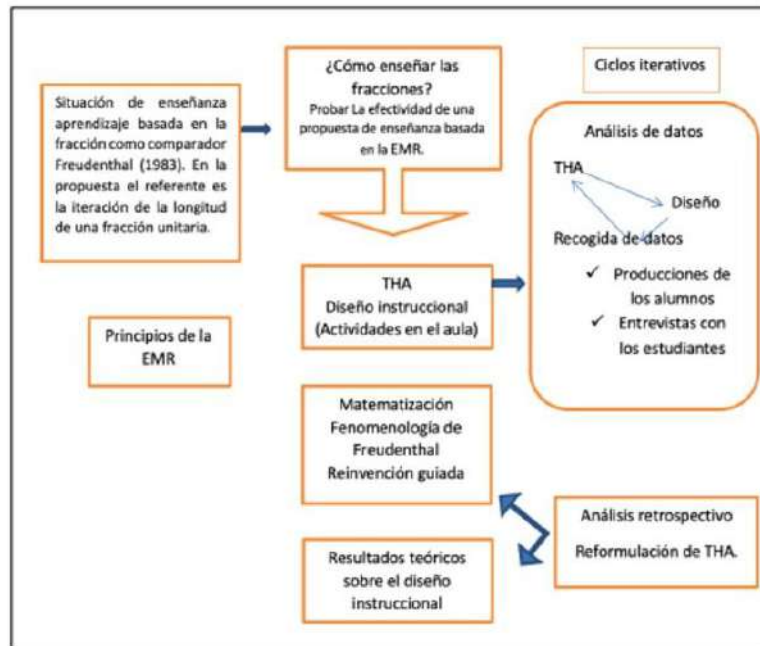 Situación de enseñanza
aprendizaje basada en la
fracción como comparador
Freudenthal (1983). En la
propuesta el referente es
la iteración de la longitud
de una fracción unitaria.
¿Cómo enseñar las
fracciones?
Probar La efectividad de una
propuesta de enseñanza basada
en la EMR.
Ciclos iterativos
Análisis de datos
THA
Diseño
Recogida de datos
✓ Producciones de
los alumnos
✓ Entrevistas con
los estudiantes
THA
Diseño instruccional
(Actividades en el aula)
Principios de la
EMR
Matematización
Fenomenología de
Freudenthal
Reinvención guiada
Análisis retrospectivo
Reformulación de THA.
Resultados teóricos
sobre el diseño
instruccional